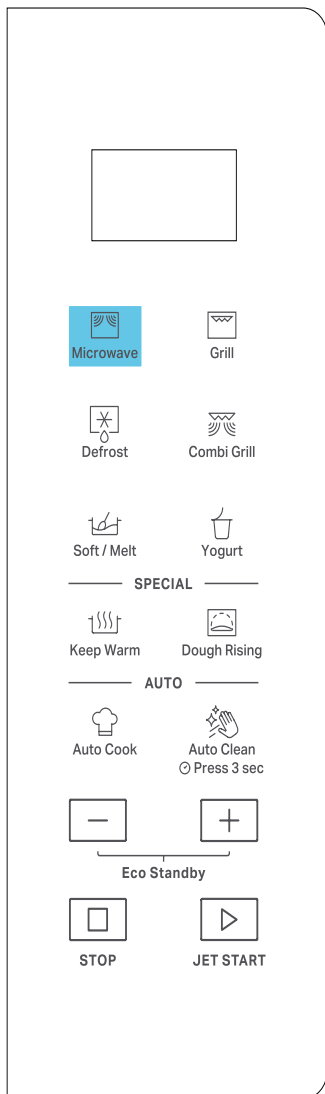 Microwave
Grill
Defrost
Combi Grill
Soft / Melt
Yogurt
SPECIAL
Keep Warm
Dough Rising
AUTO
Auto Cook
Auto Clean
Press 3 sec
Eco Standby
STOP
JET START